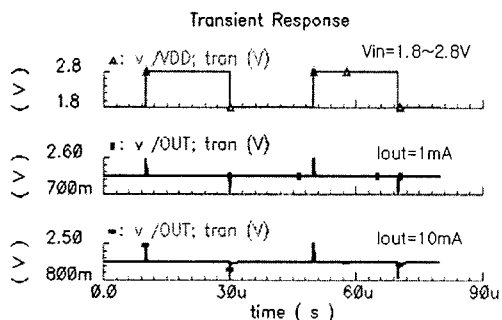 Transient Response
▵: v /VDD; tran (V)
Vin=1.8~2.8V
2.8
(V)
1.8
▪: v /OUT; tran (V)
Iout=1mA
2.60
(V)
700m
▪: v /OUT; tran (V)
Iout=10mA
2.50
(V)
800m
0.0 30u 60u 90u
time ( s )